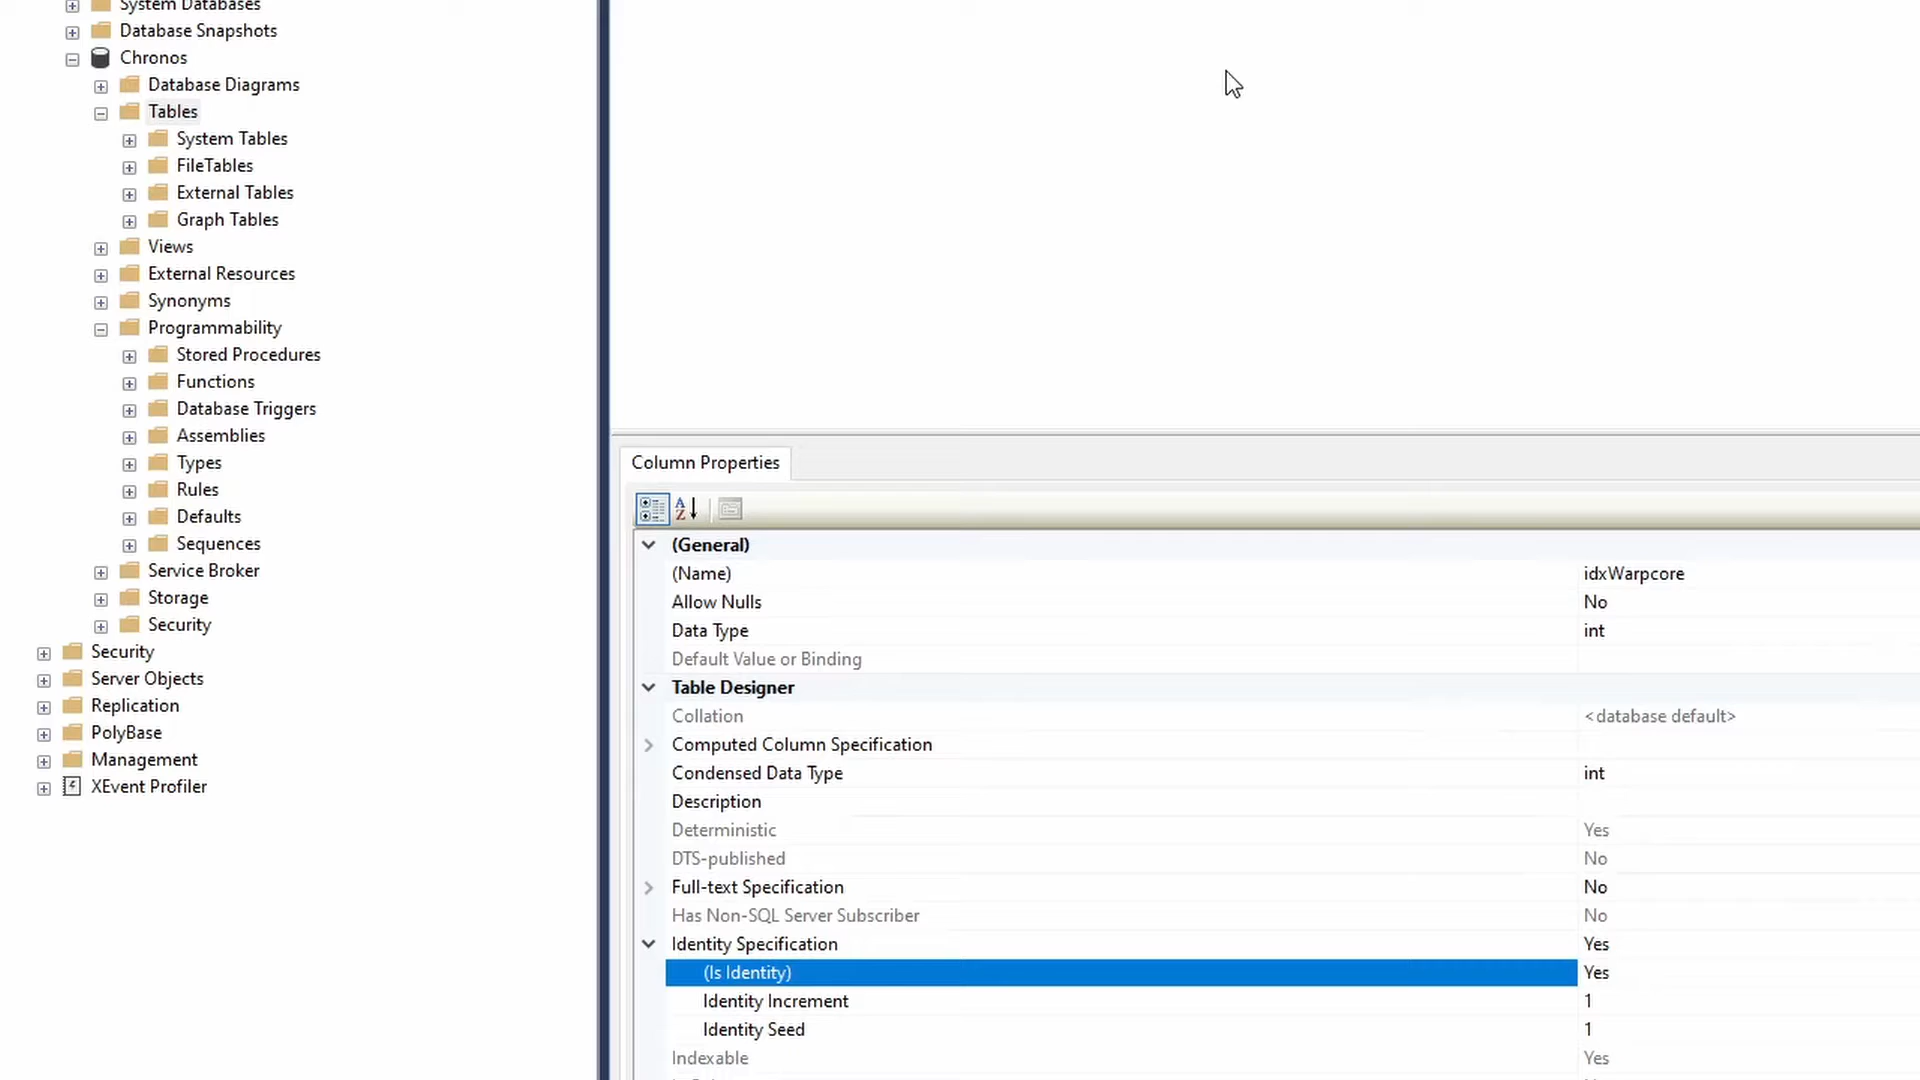 System Databases
Database Snapshots
Chronos
Database Diagrams
Tables
System Tables
FileTables
External Tables
Graph Tables
Views
External Resources
Synonyms
Programmability
Stored Procedures
Functions
Database Triggers
Assemblies
Types
Rules
Defaults
Sequences
Service Broker
Storage
Security
Security
Server Objects
Replication
PolyBase
Management
XEvent Profiler
Column Properties
(General)
(Name) idxWarpcore
Allow Nulls No
Data Type int
Default Value or Binding
Table Designer
Collation <database default>
Computed Column Specification
Condensed Data Type int
Description
Deterministic Yes
DTS-published No
Full-text Specification No
Has Non-SQL Server Subscriber No
Identity Specification Yes
(Is Identity) Yes
Identity Increment 1
Identity Seed 1
Indexable Yes